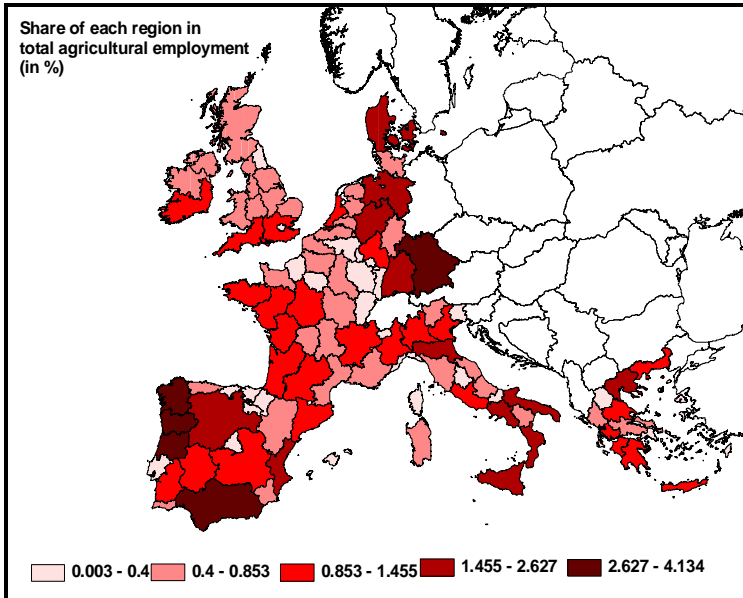 Share of each region in
total agricultural employment
(in %)
0.003 - 0.4 0.4 - 0.853 0.853 - 1.455 1.455 - 2.627 2.627 - 4.134